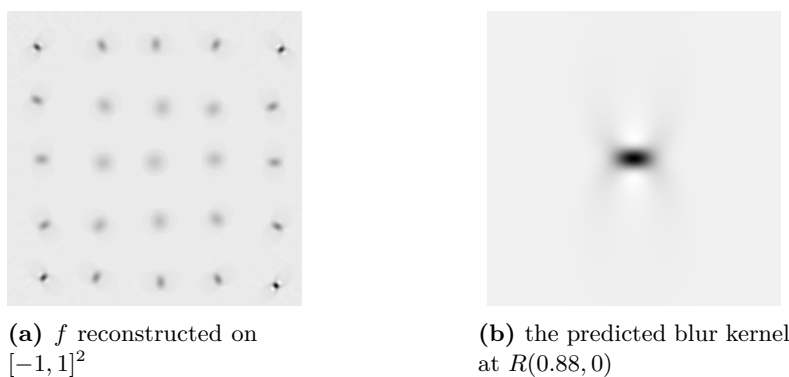 (a) f reconstructed on
[−1, 1]²
(b) the predicted blur kernel
at R(0.88, 0)